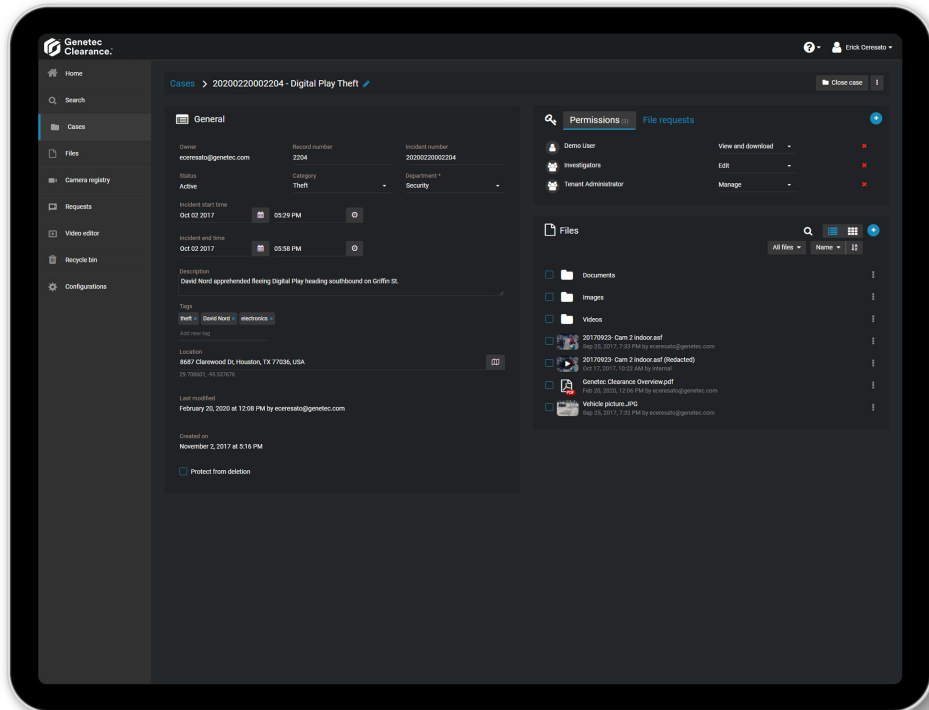 Genetec
Clearance.
Erick Ceresato
Home
Search
Cases
Files
Camera registry
Requests
Video editor
Recycle bin
Configurations
Cases > 20200220002204 - Digital Play Theft
Close case
General
Owner
Record number
Incident number
eceresato@genetec.com
2204
20200220002204
Status
Category
Department *
Active
Theft
Security
Incident start time
Oct 02 2017
05:29 PM
Incident end time
Oct 02 2017
05:58 PM
Description
David Nord apprehended fleeing Digital Play heading southbound on Griffin St.
Tags
theft ×
David Nord ×
electronics ×
Add new tag
Location
8687 Clarewood Dr, Houston, TX 77036, USA
29.708601, -95.537676
Last modified
February 20, 2020 at 12:08 PM by eceresato@genetec.com
Created on
November 2, 2017 at 5:16 PM
Protect from deletion
Permissions (3)
File requests
Demo User
View and download
Investigators
Edit
Tenant Administrator
Manage
Files
All files
Name
Documents
Images
Videos
20170923- Cam 2 indoor.asf
Sep 25, 2017, 7:33 PM by eceresato@genetec.com
20170923- Cam 2 indoor.asf (Redacted)
Oct 17, 2017, 10:22 AM by Internal
Genetec Clearance Overview.pdf
Feb 20, 2020, 12:06 PM by eceresato@genetec.com
PDF
Vehicle picture.JPG
Sep 25, 2017, 7:32 PM by eceresato@genetec.com